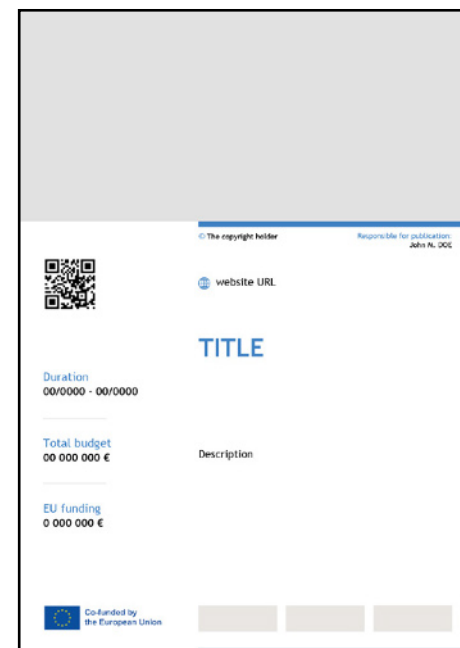 © The copyright holder
Responsible for publication:
John N. DOE
website URL
TITLE
Duration
00/0000 - 00/0000
Total budget
00 000 000 €
Description
EU funding
0 000 000 €
Co-funded by
the European Union